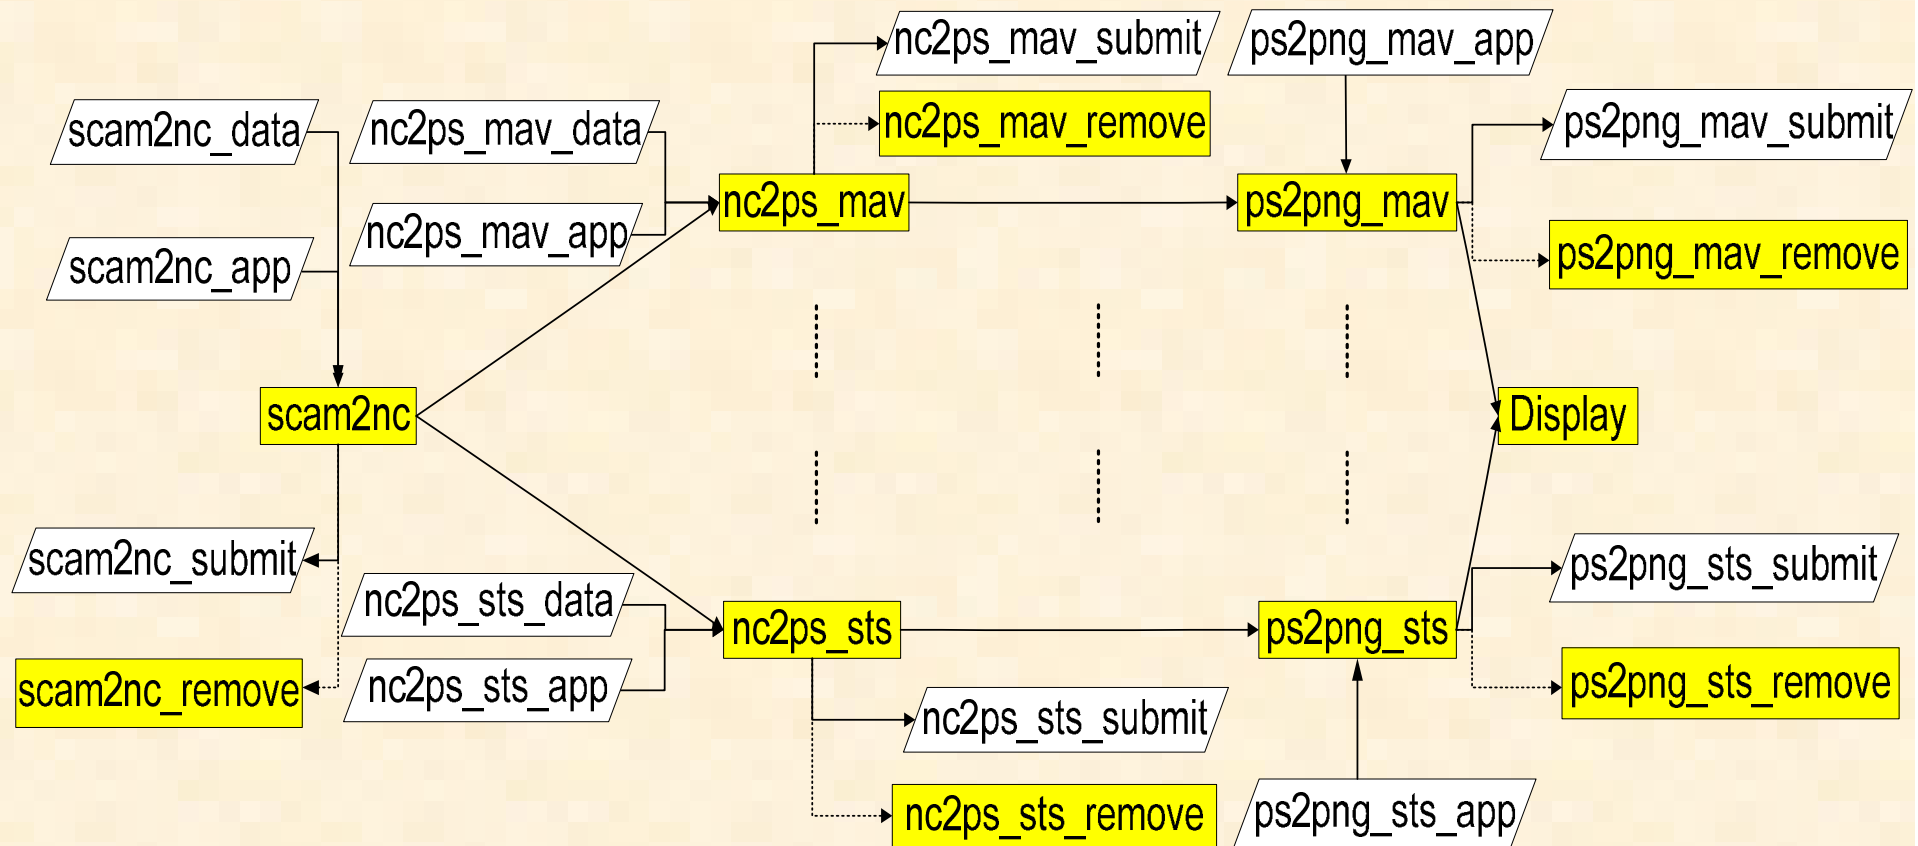 nc2ps_mav_submit
ps2png_mav_app
scam2nc_data
nc2ps_mav_data
nc2ps_mav_remove
ps2png_mav_submit
nc2ps_mav
ps2png_mav
nc2ps_mav_app
scam2nc_app
ps2png_mav_remove
scam2nc
Display
scam2nc_submit
nc2ps_sts_data
ps2png_sts_submit
nc2ps_sts
ps2png_sts
scam2nc_remove
nc2ps_sts_app
ps2png_sts_remove
nc2ps_sts_submit
nc2ps_sts_remove
ps2png_sts_app